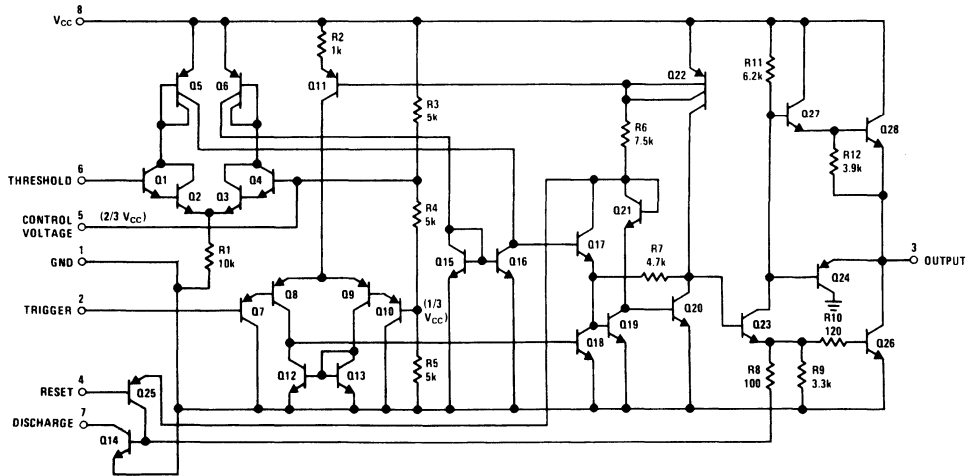 8
VCC
R2
1k
Q5
Q6
Q11
Q22
R11
6.2k
Q27
Q28
R3
5k
R6
7.5k
R12
3.9k
6
THRESHOLD
Q1
Q2
Q3
Q4
5
CONTROL
VOLTAGE
(2/3 VCC)
R4
5k
Q21
R1
10k
Q15
Q16
Q17
R7
4.7k
1
GND
3
OUTPUT
Q24
2
TRIGGER
Q7
Q8
Q9
Q10
(1/3
VCC)
Q18
Q19
Q20
Q23
R10
120
Q26
4
RESET
Q25
Q12
Q13
R5
5k
R8
100
R9
3.3k
7
DISCHARGE
Q14